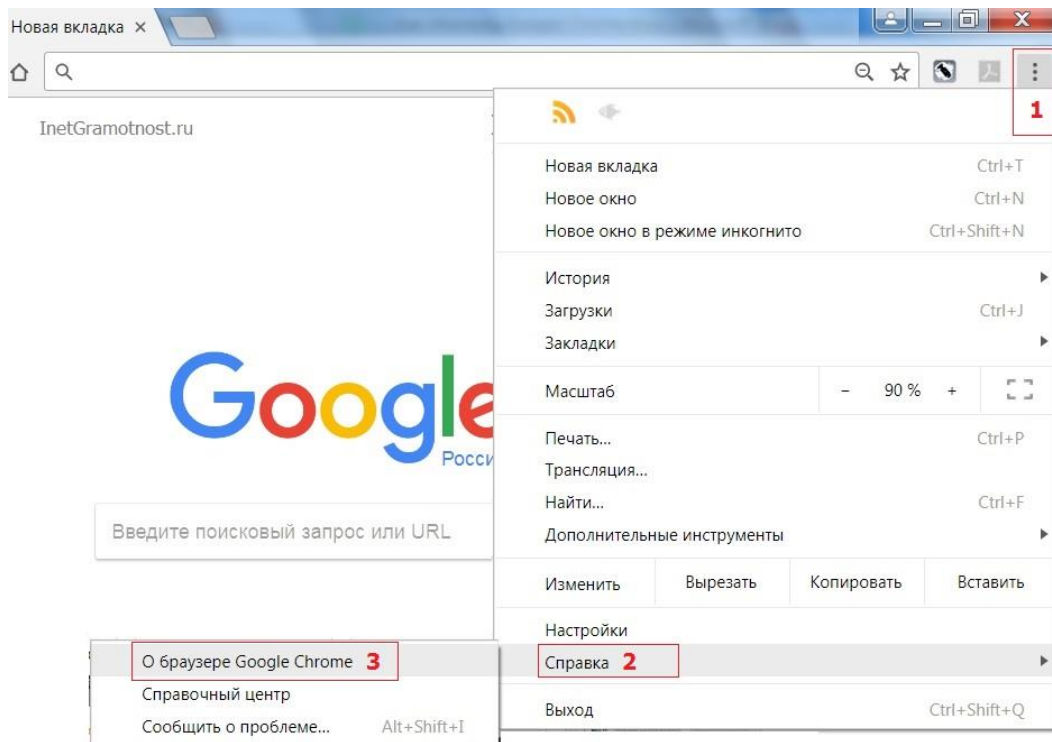 Новая вкладка
1
InetGramotnost.ru
Новая вкладка Ctrl+T
Новое окно Ctrl+N
Новое окно в режиме инкогнито Ctrl+Shift+N
История
Загрузки Ctrl+J
Закладки
Масштаб - 90 % +
Google
Печать... Ctrl+P
Трансляция...
Найти... Ctrl+F
Введите поисковый запрос или URL
Дополнительные инструменты
Изменить Вырезать Копировать Вставить
Настройки
Справка 2
О браузере Google Chrome 3
Справочный центр
Сообщить о проблеме... Alt+Shift+I
Выход Ctrl+Shift+Q